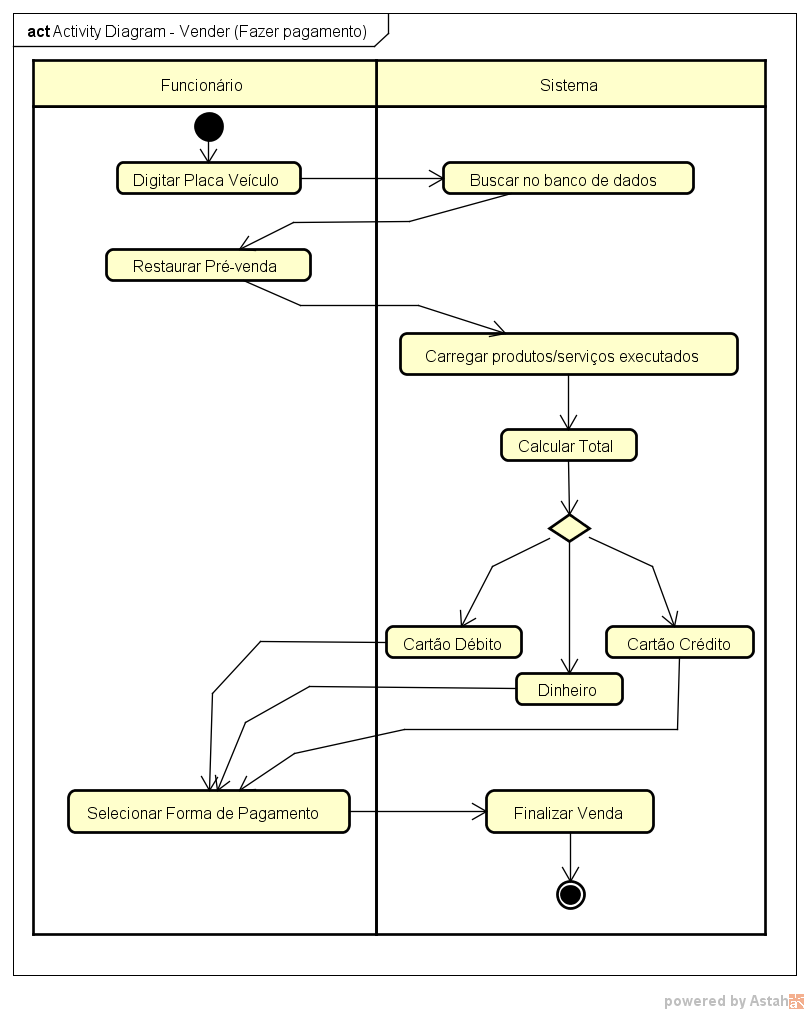 act Activity Diagram - Vender (Fazer pagamento)
Funcionário
Sistema
Digitar Placa Veículo
Buscar no banco de dados
Restaurar Pré-venda
Carregar produtos/serviços executados
Calcular Total
Cartão Débito
Cartão Crédito
Dinheiro
Selecionar Forma de Pagamento
Finalizar Venda
powered by Astah